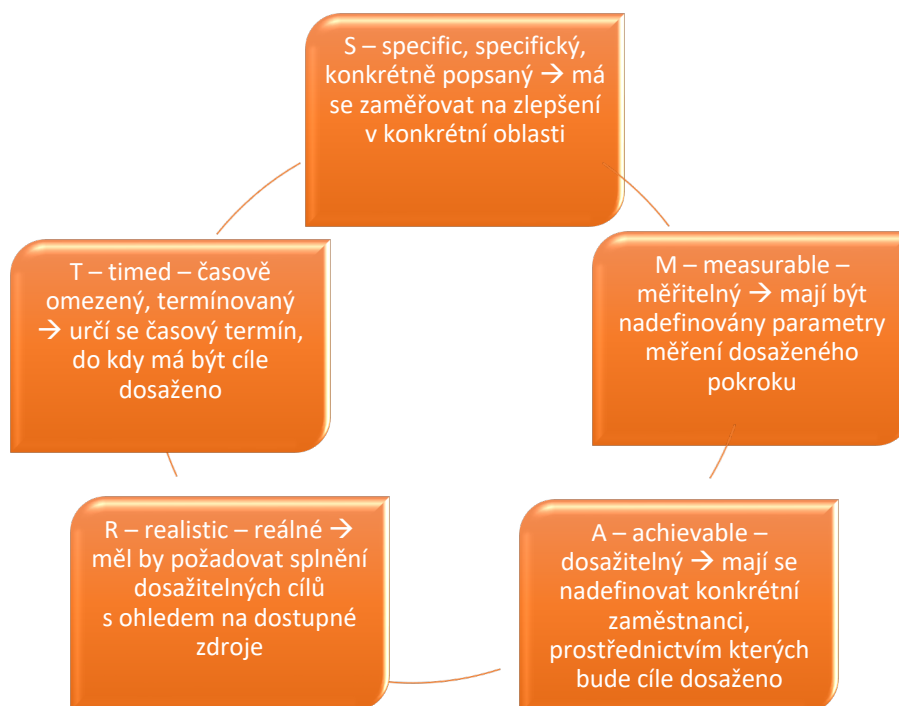 S – specific, specifický,
konkrétně popsaný → má
se zaměřovat na zlepšení
v konkrétní oblasti
M – measurable –
měřitelný → mají být
nadefinovány parametry
měření dosaženého
pokroku
A – achievable –
dosažitelný → mají se
nadefinovat konkrétní
zaměstnanci,
prostřednictvím kterých
bude cíle dosaženo
R – realistic – reálné →
měl by požadovat splnění
dosažitelných cílů
s ohledem na dostupné
zdroje
T – timed – časově
omezený, termínovaný
→ určí se časový termín,
do kdy má být cíle
dosaženo